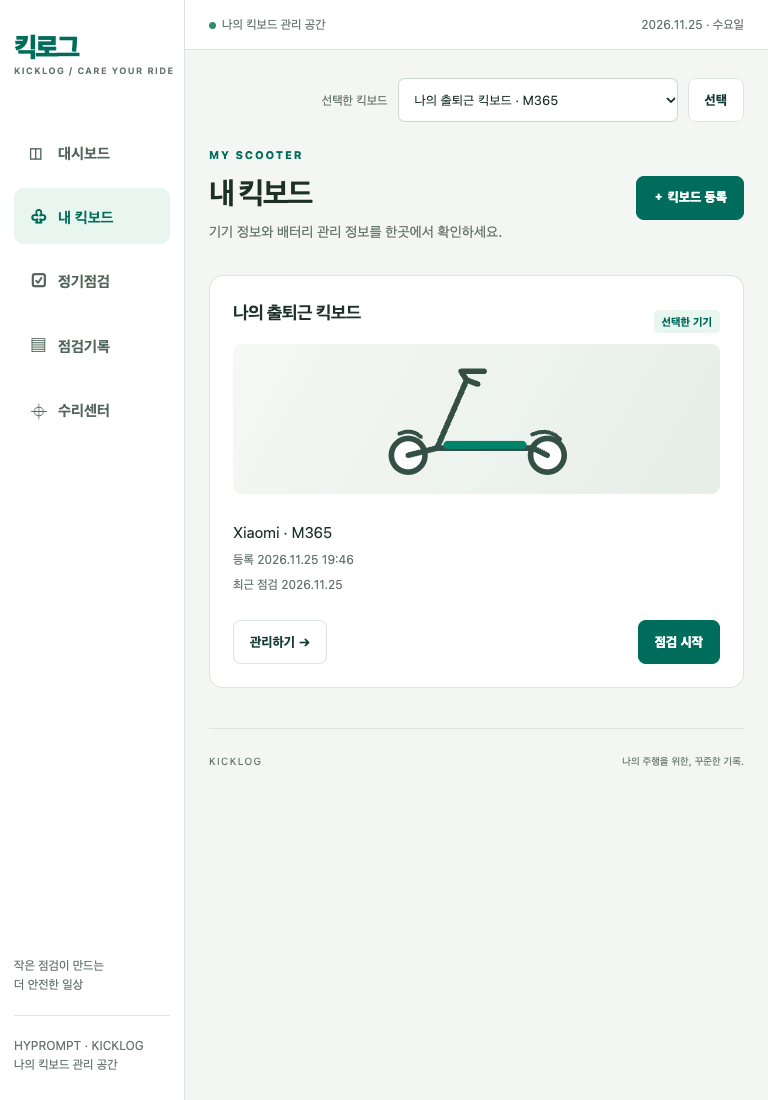 킥로그
KICKLOG / CARE YOUR RIDE
대시보드
내 킥보드
정기점검
점검기록
수리센터
작은 점검이 만드는
더 안전한 일상
HYPROMPT · KICKLOG
나의 킥보드 관리 공간
나의 킥보드 관리 공간
2026.11.25 · 수요일
선택한 킥보드
나의 출퇴근 킥보드 · M365
선택
MY SCOOTER
내 킥보드
기기 정보와 배터리 관리 정보를 한곳에서 확인하세요.
+ 킥보드 등록
나의 출퇴근 킥보드
선택한 기기
Xiaomi · M365
등록 2026.11.25 19:46
최근 점검 2026.11.25
관리하기 →
점검 시작
KICKLOG
나의 주행을 위한, 꾸준한 기록.